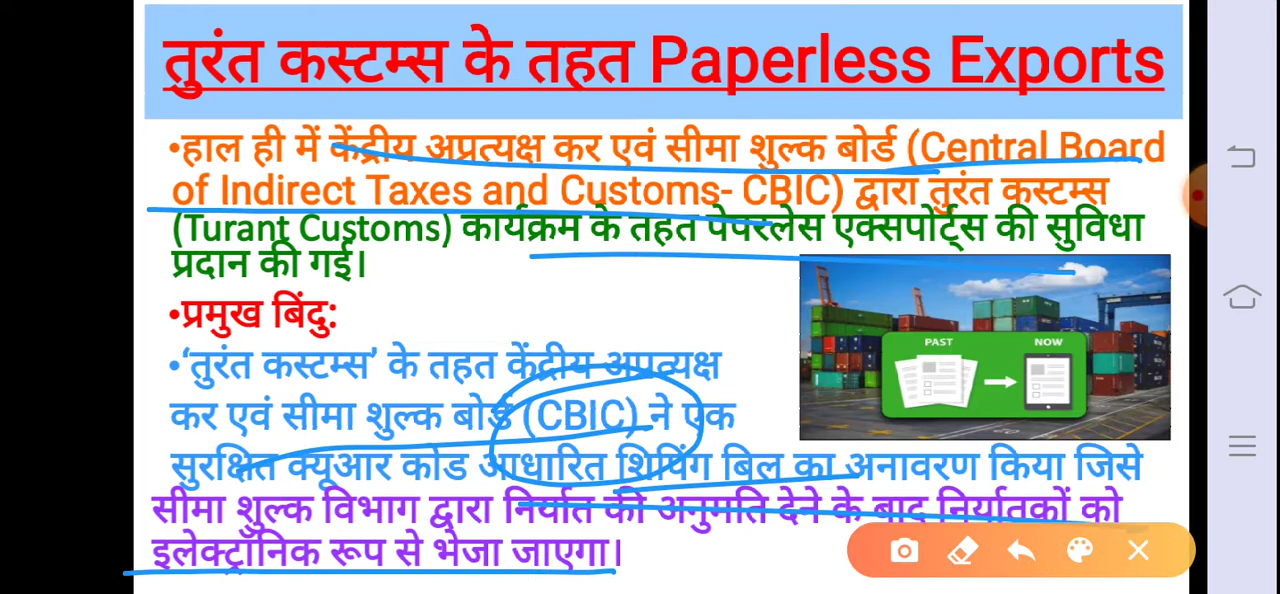 तुरंत कस्टम्स के तहत Paperless Exports
•हाल ही में केंद्रीय अप्रत्यक्ष कर एवं सीमा शुल्क बोर्ड (Central Board
of Indirect Taxes and Customs- CBIC) द्वारा तुरंत कस्टम्स
(Turant Customs) कार्यक्रम के तहत पेपरलेस एक्सपोर्ट्स की सुविधा
प्रदान की गई।
•प्रमुख बिंदु:
•‘तुरंत कस्टम्स’ के तहत केंद्रीय अप्रत्यक्ष
कर एवं सीमा शुल्क बोर्ड (CBIC) ने एक
सुरक्षित क्यूआर कोड आधारित शिपिंग बिल का अनावरण किया जिसे
सीमा शुल्क विभाग द्वारा निर्यात की अनुमति देने के बाद निर्यातकों को
इलेक्ट्रॉनिक रूप से भेजा जाएगा।
PAST
NOW